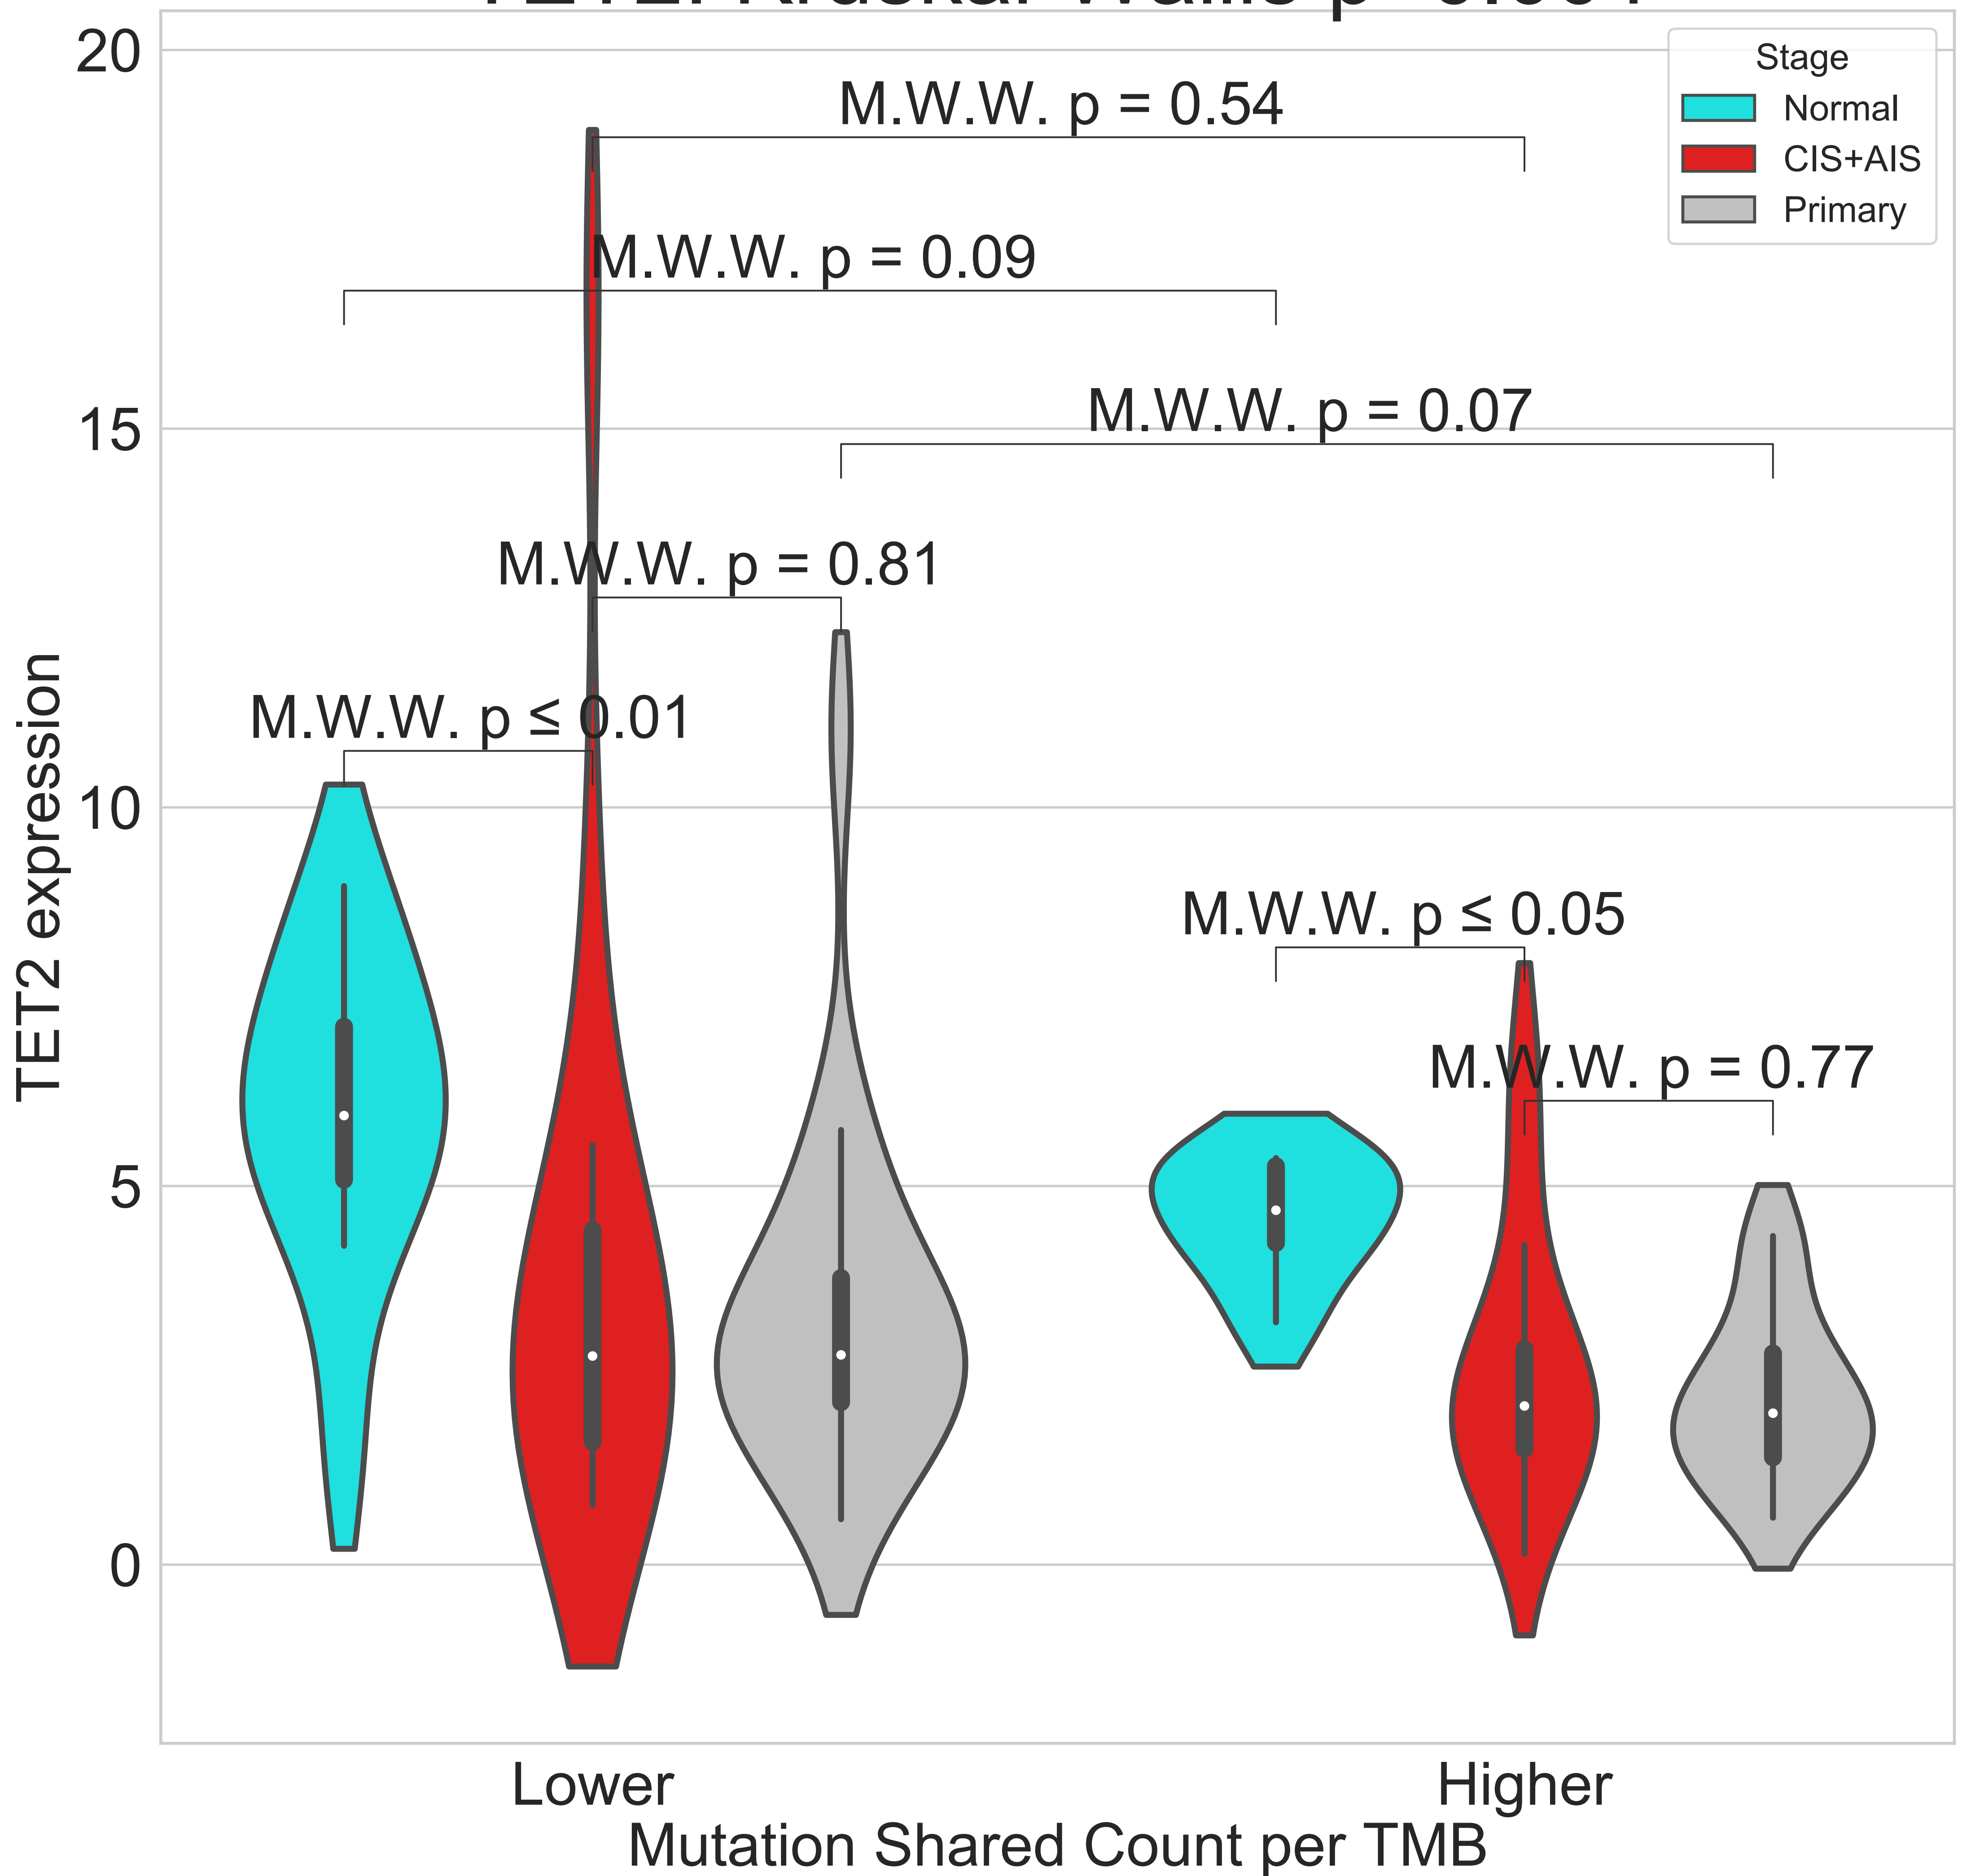 20
15
10
5
0
TET2 expression
Stage
Normal
CIS+AIS
Primary
M.W.W. p = 0.54
M.W.W. p = 0.09
M.W.W. p = 0.07
M.W.W. p = 0.81
M.W.W. p ≤ 0.01
M.W.W. p ≤ 0.05
M.W.W. p = 0.77
Lower
Higher
Mutation Shared Count per TMB